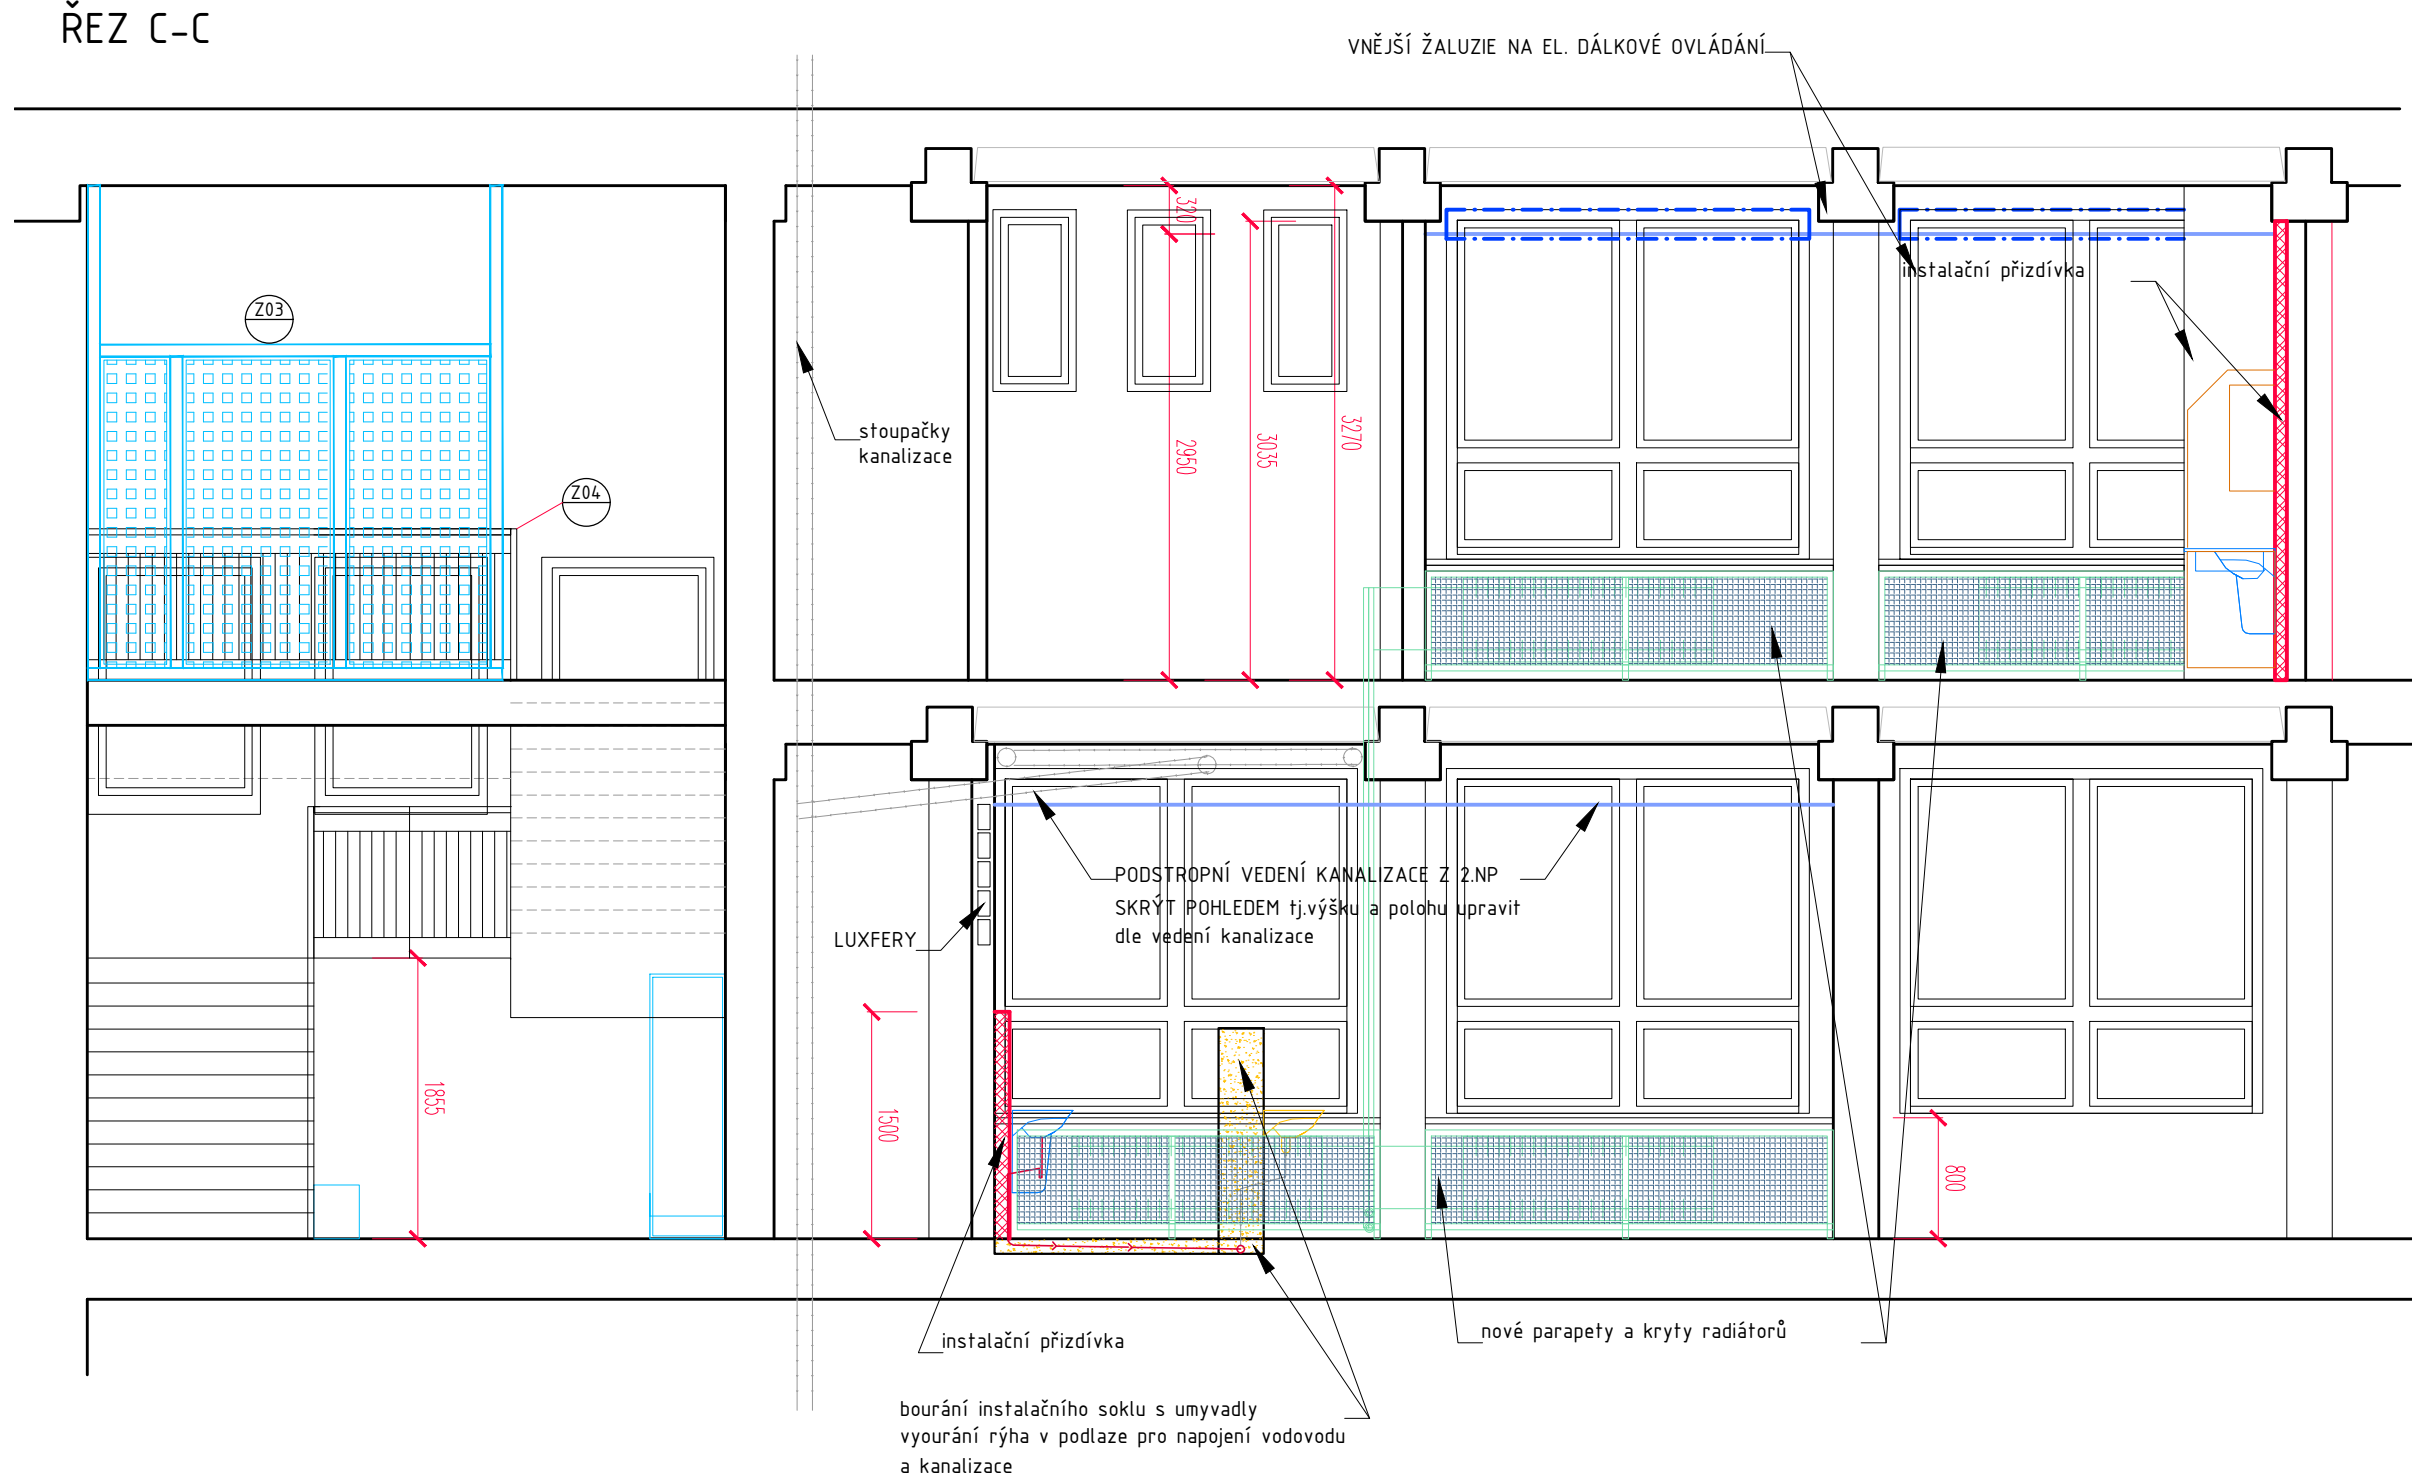 ŘEZ C-C
VNĚJŠÍ ŽALUZIE NA EL. DÁLKOVÉ OVLÁDÁNÍ
320
instalační přizdívka
Z03
stoupačky
kanalizace
2950
3035
3270
Z04
PODSTROPNÍ VEDENÍ KANALIZACE Z 2.NP
SKRÝT POHLEDEM tj.výšku a polohu upravit
dle vedení kanalizace
LUXFERY
1855
1500
800
nové parapety a kryty radiátorů
instalační přizdívka
bourání instalačního soklu s umyvadly
vyourání rýha v podlaze pro napojení vodovodu
a kanalizace